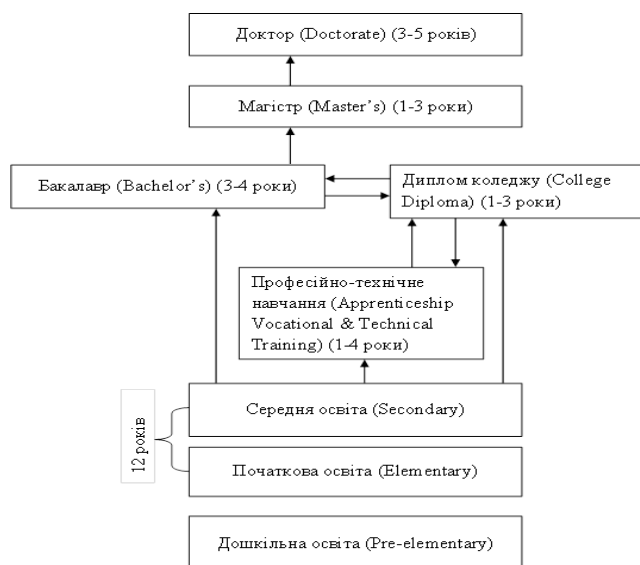 Доктор (Doctorate) (3-5 років)
Магістр (Master's) (1-3 роки)
Бакалавр (Bachelor's) (3-4 роки)
Диплом коледжу (College
Diploma) (1-3 роки)
Професійно-технічне
навчання (Apprenticeship
Vocational & Technical
Training) (1-4 роки)
Середня освіта (Secondary)
12 років
Початкова освіта (Elementary)
Дошкільна освіта (Pre-elementary)